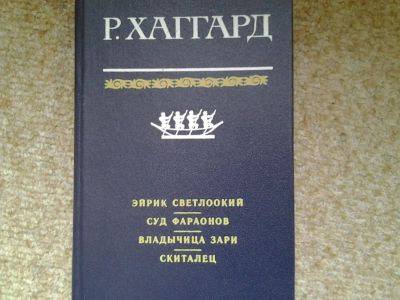 Р. ХАГГАРД
ЭЙРИК СВЕТЛООКИЙ
СУД ФАРАОНОВ
ВЛАДЫЧИЦА ЗАРИ
СКИТАЛЕЦ